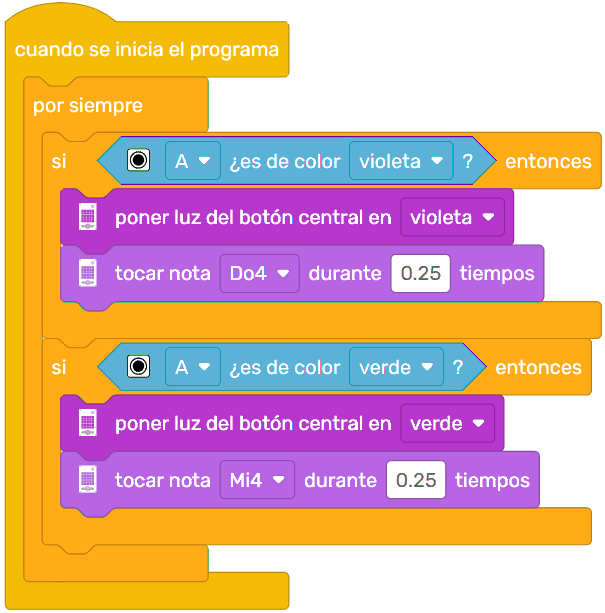 cuando se inicia el programa
por siempre
si A ¿es de color violeta ? entonces
poner luz del botón central en violeta
tocar nota Do4 durante 0.25 tiempos
si A ¿es de color verde ? entonces
poner luz del botón central en verde
tocar nota Mi4 durante 0.25 tiempos